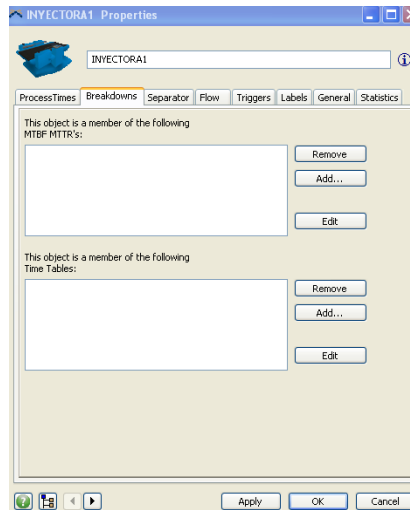 INYECTORA1 Properties
INYECTORA1
ProcessTimes Breakdowns Separator Flow Triggers Labels General Statistics
This object is a member of the following
MTBF MTTR's:
Remove
Add...
Edit
This object is a member of the following
Time Tables:
Remove
Add...
Edit
Apply OK Cancel